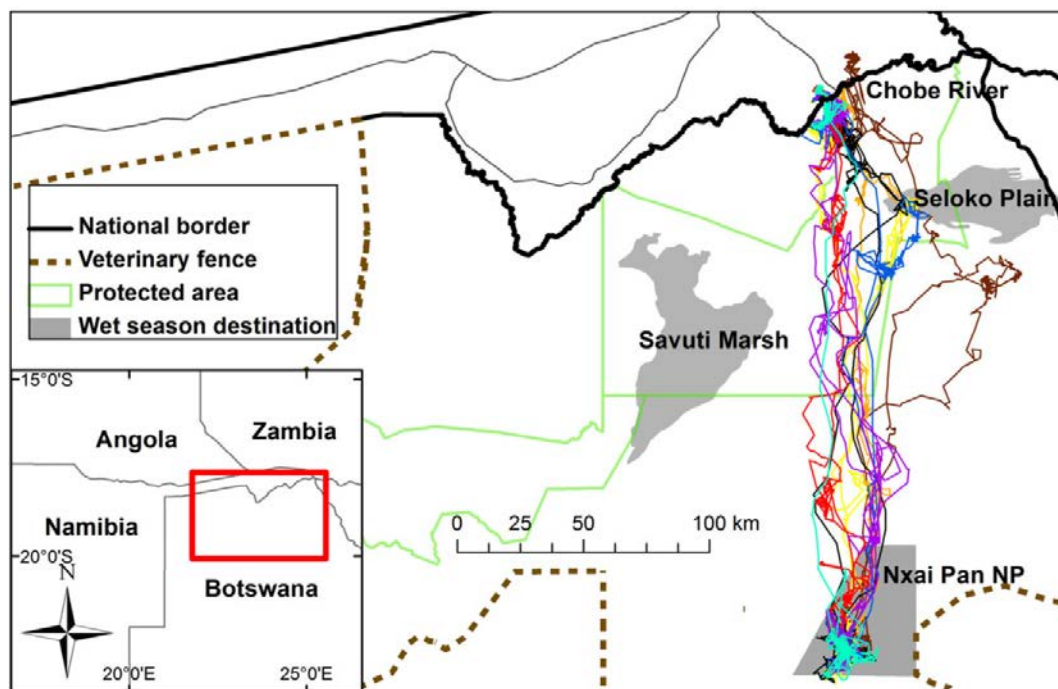 Chobe River
Seloko Plain
National border
Veterinary fence
Protected area
Wet season destination
Savuti Marsh
-15°0'S
Angola
Zambia
Namibia
0 25 50 100 km
-20°0'S
Botswana
Nxai Pan NP
N
20°0'E
25°0'E